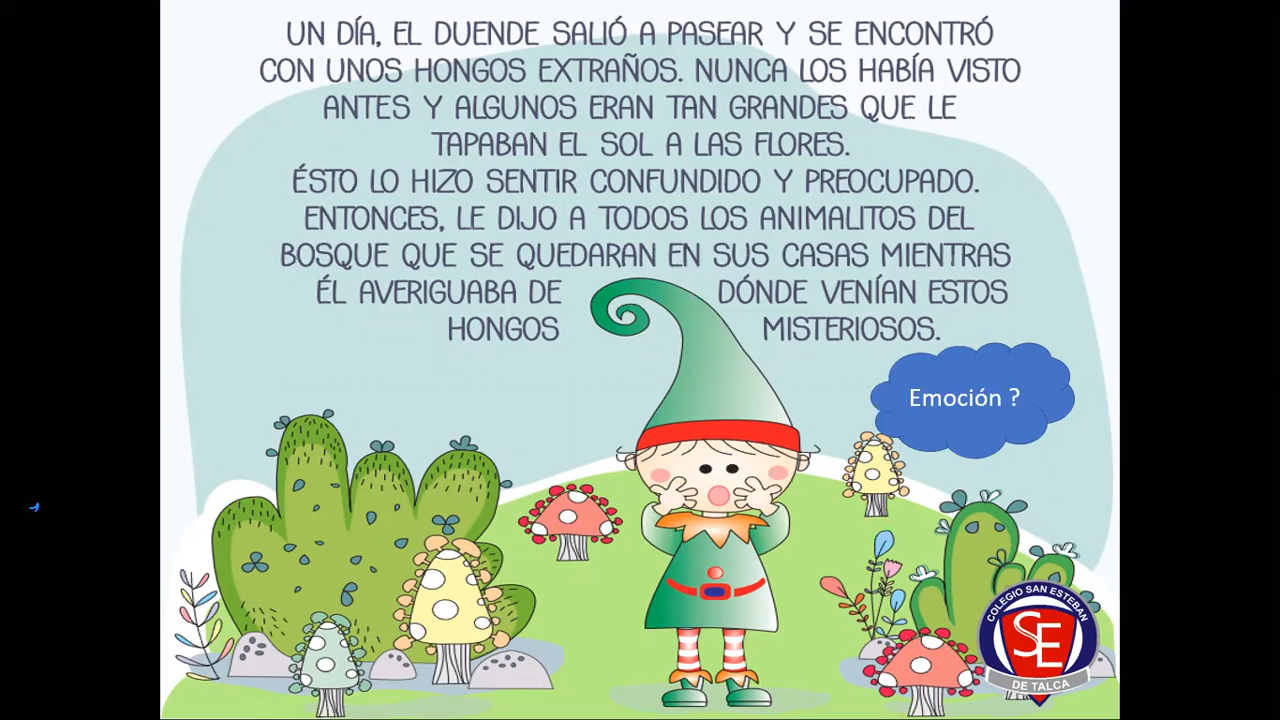 UN DÍA, EL DUENDE SALIÓ A PASEAR Y SE ENCONTRÓ
CON UNOS HONGOS EXTRAÑOS. NUNCA LOS HABÍA VISTO
ANTES Y ALGUNOS ERAN TAN GRANDES QUE LE
TAPABAN EL SOL A LAS FLORES.
ÉSTO LO HIZO SENTIR CONFUNDIDO Y PREOCUPADO.
ENTONCES, LE DIJO A TODOS LOS ANIMALITOS DEL
BOSQUE QUE SE QUEDARAN EN SUS CASAS MIENTRAS
ÉL AVERIGUABA DE DÓNDE VENÍAN ESTOS
HONGOS MISTERIOSOS.
Emoción ?
COLEGIO SAN ESTEBAN
SE
DE TALCA